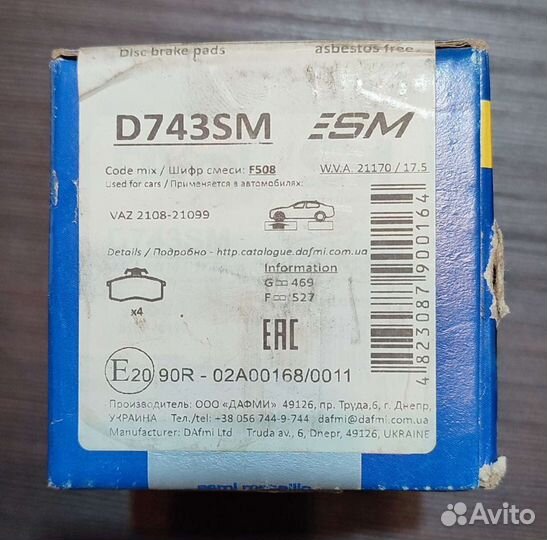 Disc brake pads asbestos free
D743SM SM
Code mix / Шифр смеси: F508 W.V.A. 21170 / 17.5
Used for cars / Применяется в автомобилях:
VAZ 2108-21099
Details / Подробно - http.catalogue.dafmi.com.ua
Information
G 469
F 527
x4
EAC
E20 90R - 02A00168/0011
Производитель: ООО «ДАФМИ» 49126, пр. Труда,6, г. Днепр,
УКРАИНА Тел./tel: +38 056 744-9-744 dafmi@dafmi.com.ua
Manufacturer: DAfmi Ltd Truda av., 6, Dnepr, 49126, UKRAINE
4823087900164
Avito